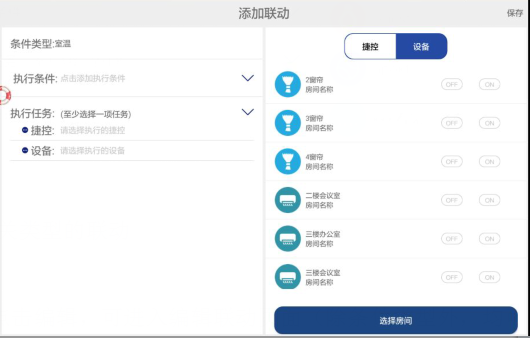 添加联动
保存
条件类型:室温
执行条件: 点击添加执行条件
执行任务: (至少选择一项任务)
捷控: 请选择执行的捷控
设备: 请选择执行的设备
捷控 设备
2窗帘
房间名称
OFF ON
3窗帘
房间名称
OFF ON
4窗帘
房间名称
OFF ON
二楼会议室
房间名称
OFF ON
三楼办公室
房间名称
OFF ON
三楼会议室
房间名称
OFF ON
选择房间